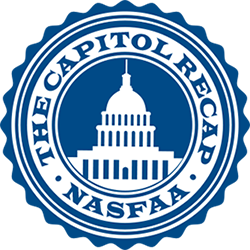 THE CAPITOL RECAP
NASFAA